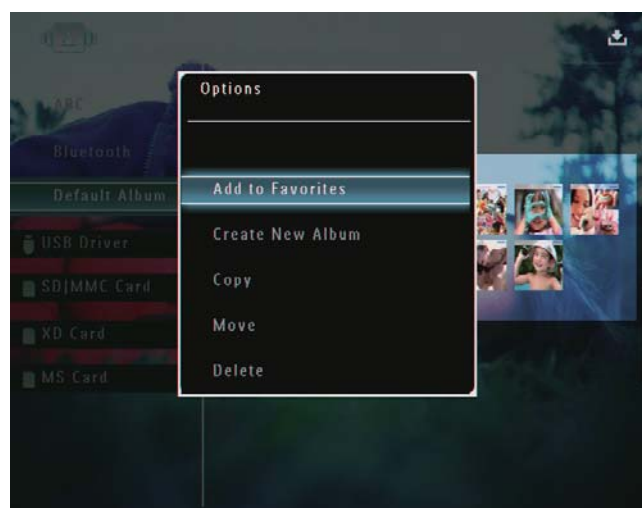 Options
Add to Favorites
Create New Album
Copy
Move
Delete
ABC
Bluetooth
Default Album
USB Driver
SD|MMC Card
XD Card
MS Card